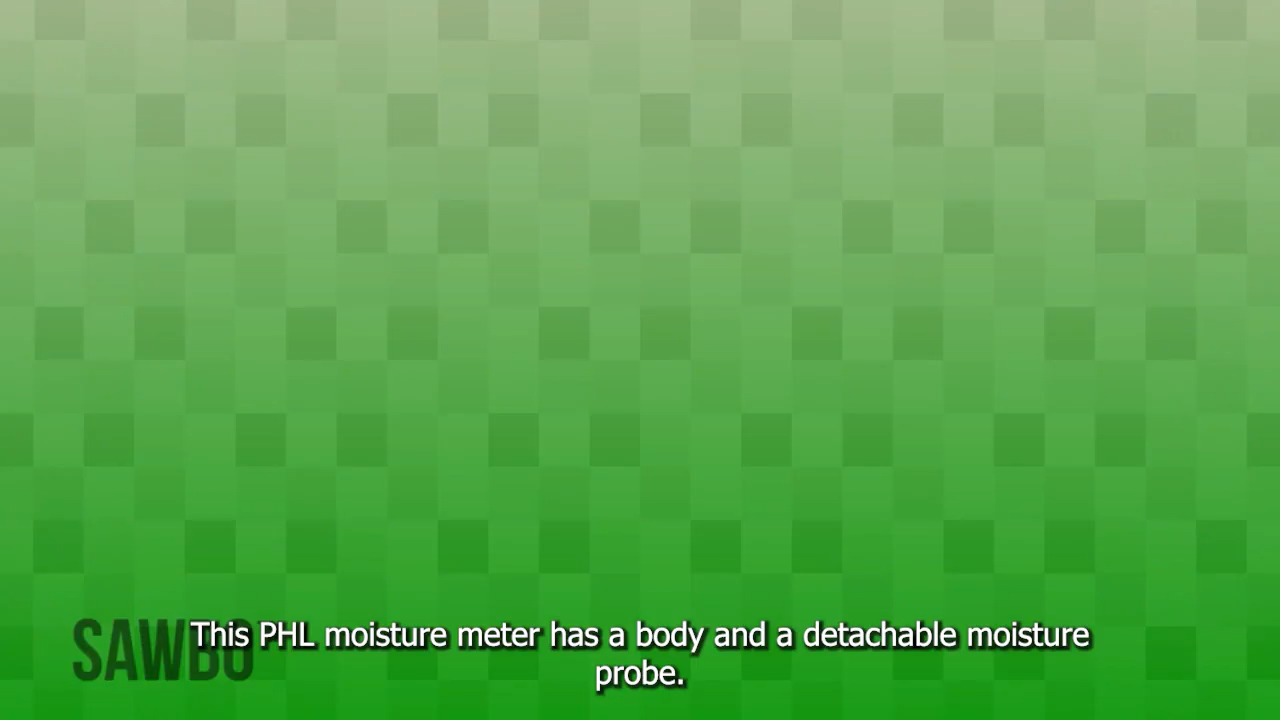 This PHL moisture meter has a body and a detachable moisture
probe.
SAWBO